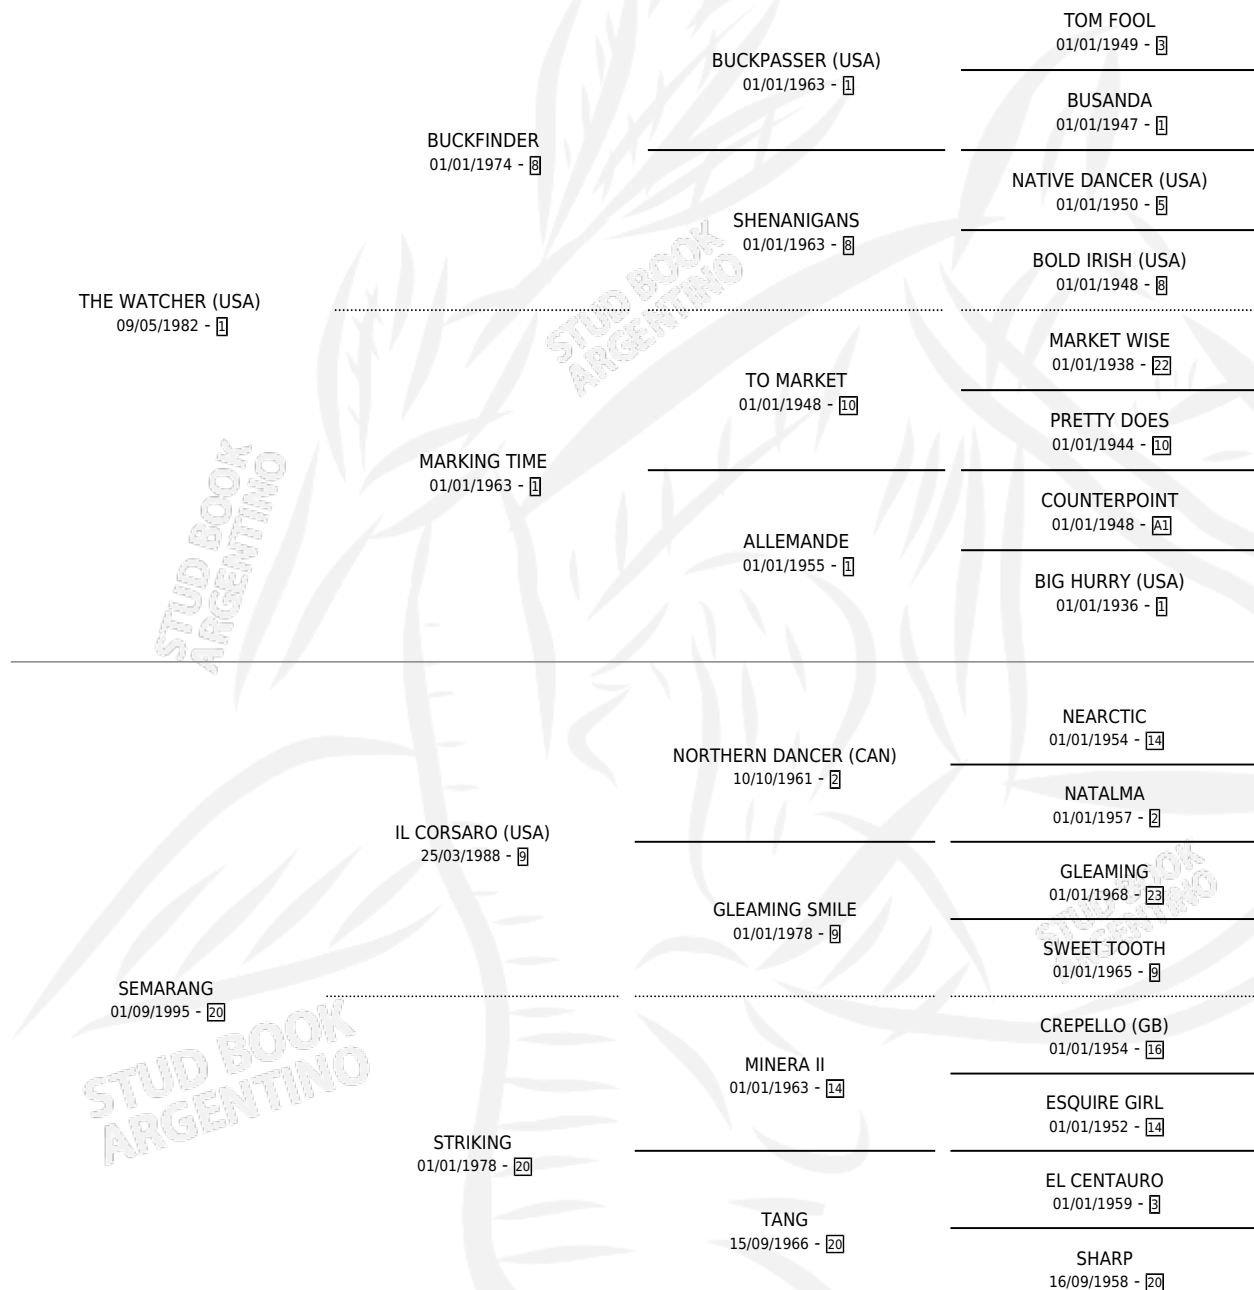 TOM FOOL
01/01/1949 - 3
BUCKPASSER (USA)
01/01/1963 - 1
BUSANDA
01/01/1947 - 1
BUCKFINDER
01/01/1974 - 8
NATIVE DANCER (USA)
01/01/1950 - 5
SHENANIGANS
01/01/1963 - 8
BOLD IRISH (USA)
01/01/1948 - 8
THE WATCHER (USA)
09/05/1982 - 1
MARKET WISE
01/01/1938 - 22
TO MARKET
01/01/1948 - 10
PRETTY DOES
01/01/1944 - 10
MARKING TIME
01/01/1963 - 1
COUNTERPOINT
01/01/1948 - A1
ALLEMANDE
01/01/1955 - 1
BIG HURRY (USA)
01/01/1936 - 1
NEARCTIC
01/01/1954 - 14
NORTHERN DANCER (CAN)
10/10/1961 - 2
NATALMA
01/01/1957 - 2
IL CORSARO (USA)
25/03/1988 - 9
GLEAMING
01/01/1968 - 23
GLEAMING SMILE
01/01/1978 - 9
SWEET TOOTH
01/01/1965 - 9
SEMARANG
01/09/1995 - 20
CREPELLO (GB)
01/01/1954 - 16
MINERA II
01/01/1963 - 14
ESQUIRE GIRL
01/01/1952 - 14
STRIKING
01/01/1978 - 20
EL CENTAURO
01/01/1959 - 3
TANG
15/09/1966 - 20
SHARP
16/09/1958 - 20
STUD BOOK
ARGENTINO
STUD BOOK
ARGENTINO
STUD BOOK
ARGENTINO
STUD BOOK
ARGENTINO